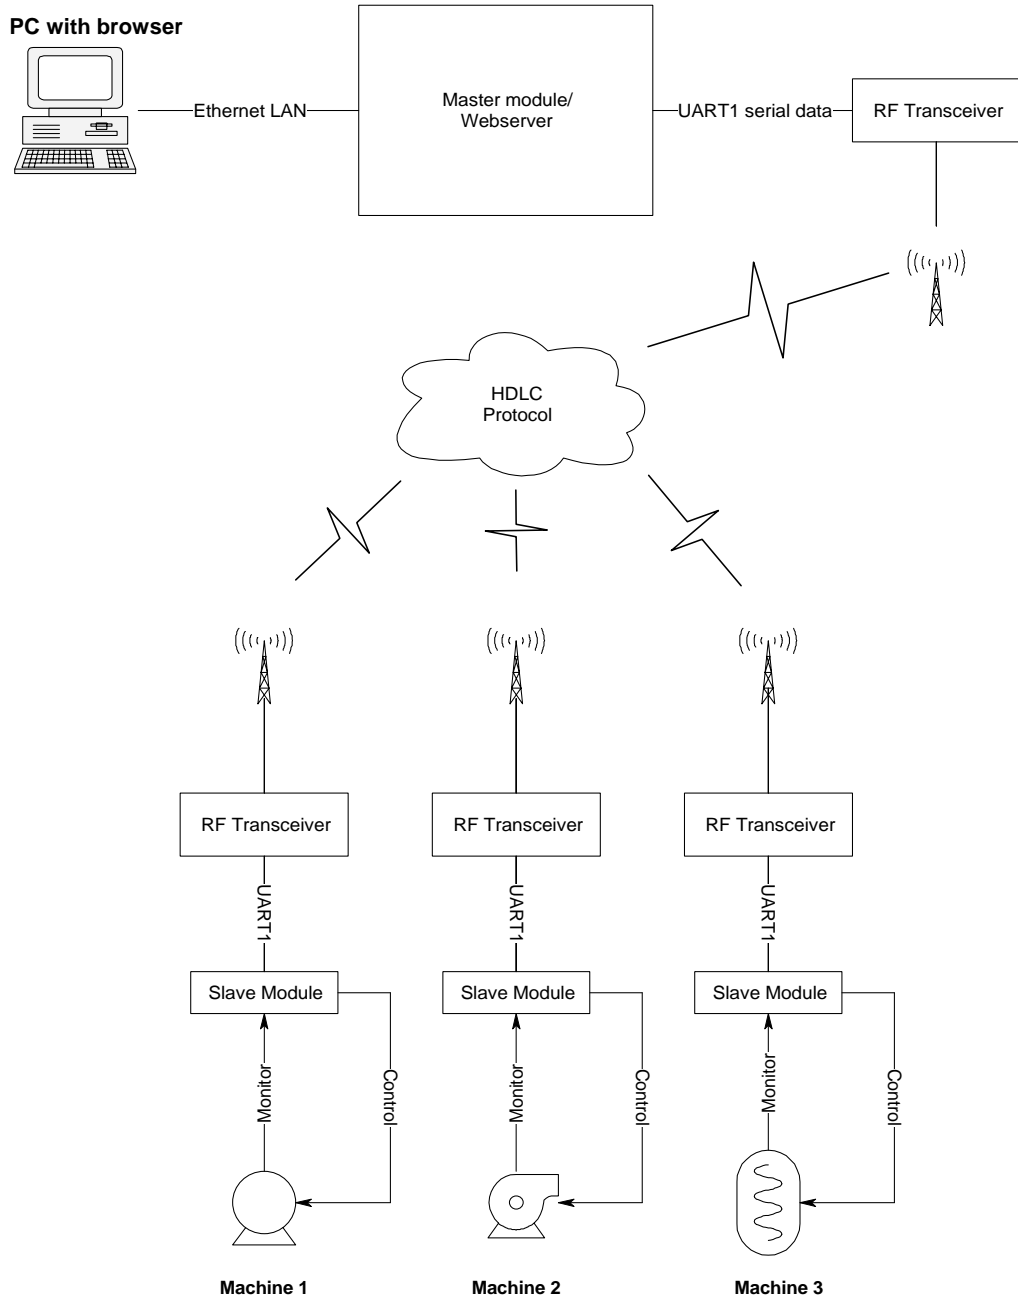 PC with browser
Ethernet LAN
Master module/
Webserver
UART1 serial data
RF Transceiver
HDLC
Protocol
RF Transceiver
RF Transceiver
RF Transceiver
UART1
UART1
UART1
Slave Module
Slave Module
Slave Module
Monitor
Control
Monitor
Control
Monitor
Control
Machine 1
Machine 2
Machine 3